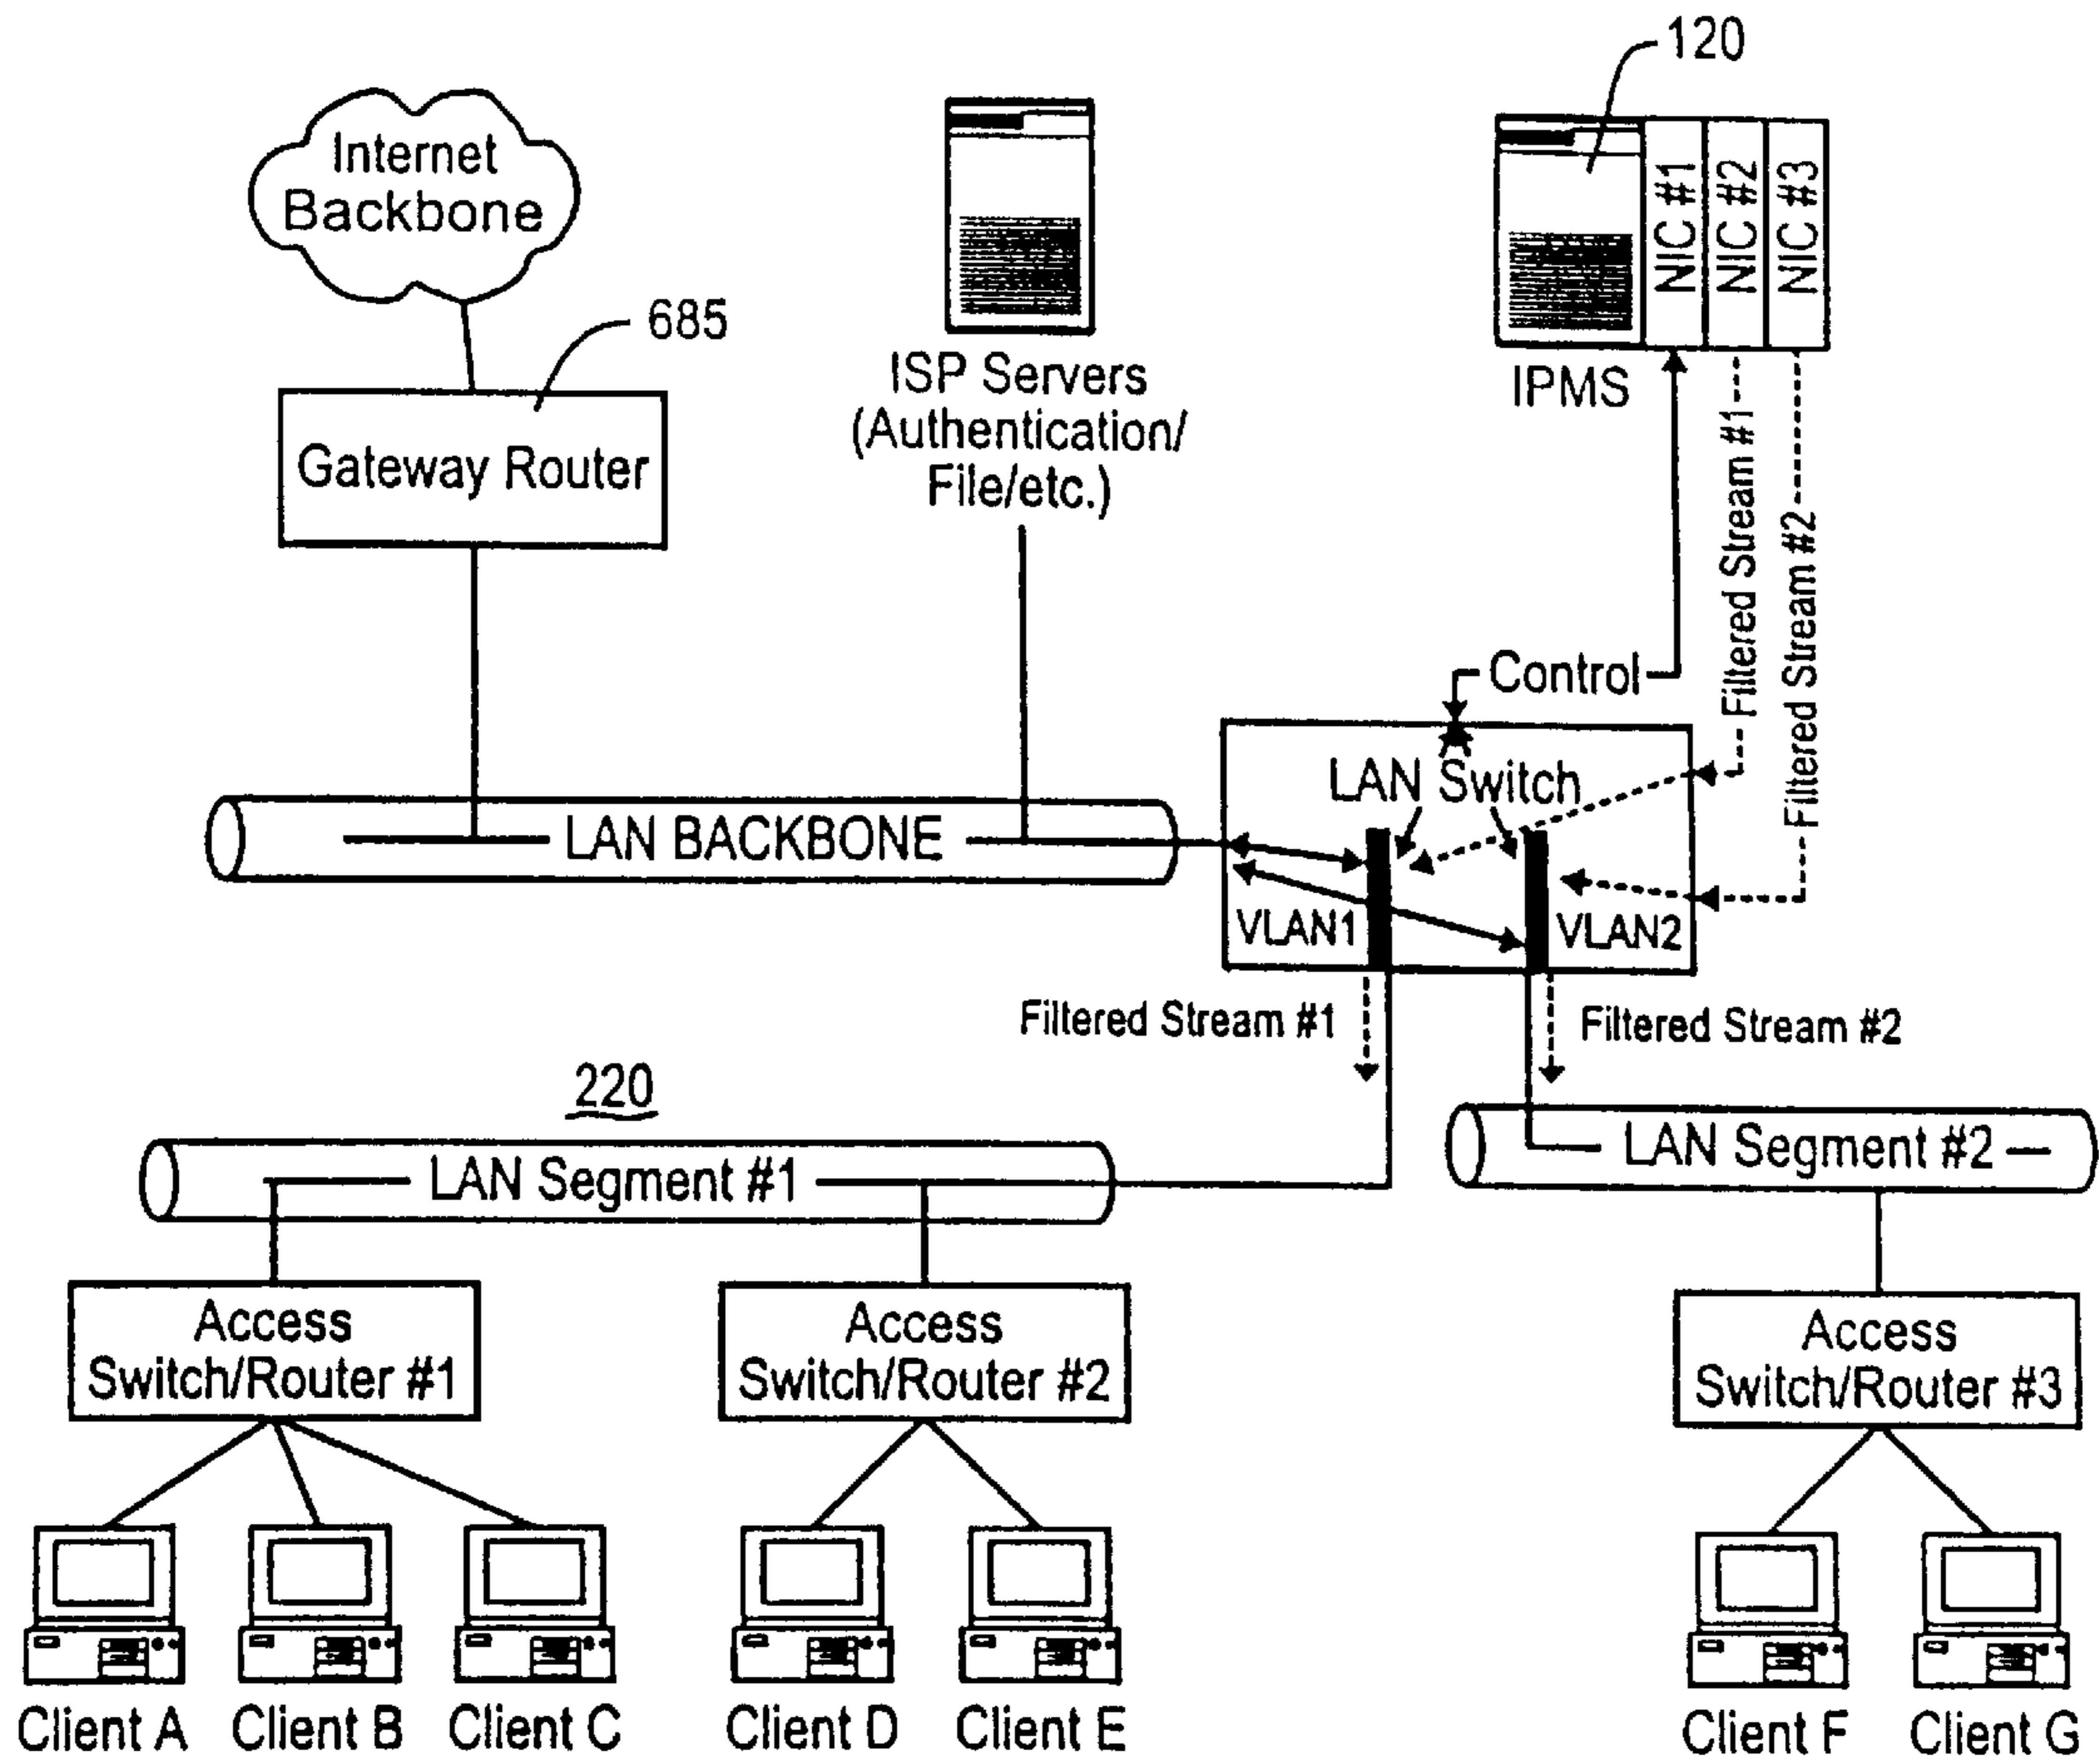 120
Internet
Backbone
685
Gateway Router
ISP Servers
(Authentication/
File/etc.)
NIC #1
NIC #2
NIC #3
IPMS
Filtered Stream #1
Filtered Stream #2
Control
LAN Switch
LAN BACKBONE
VLAN1
VLAN2
Filtered Stream #1
Filtered Stream #2
220
LAN Segment #1
LAN Segment #2
Access
Switch/Router #1
Access
Switch/Router #2
Access
Switch/Router #3
Client A
Client B
Client C
Client D
Client E
Client F
Client G